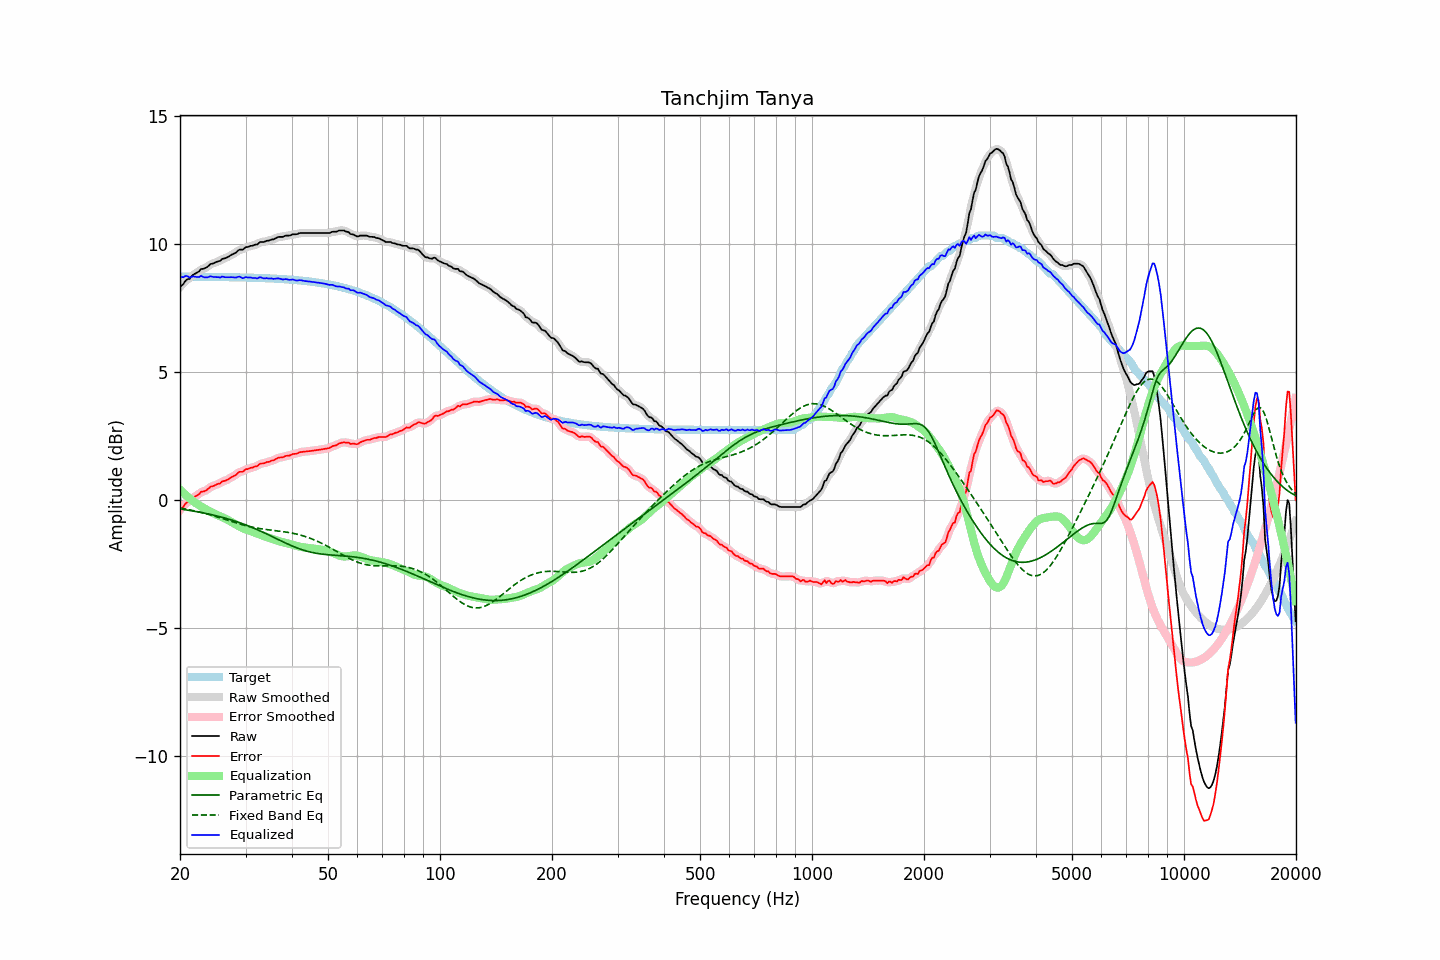 Tanchjim Tanya
Amplitude (dBr)
15
10
5
0
−5
−10
Target
Raw Smoothed
Error Smoothed
Raw
Error
Equalization
Parametric Eq
Fixed Band Eq
Equalized
20
50
100
200
500
1000
2000
5000
10000
20000
Frequency (Hz)